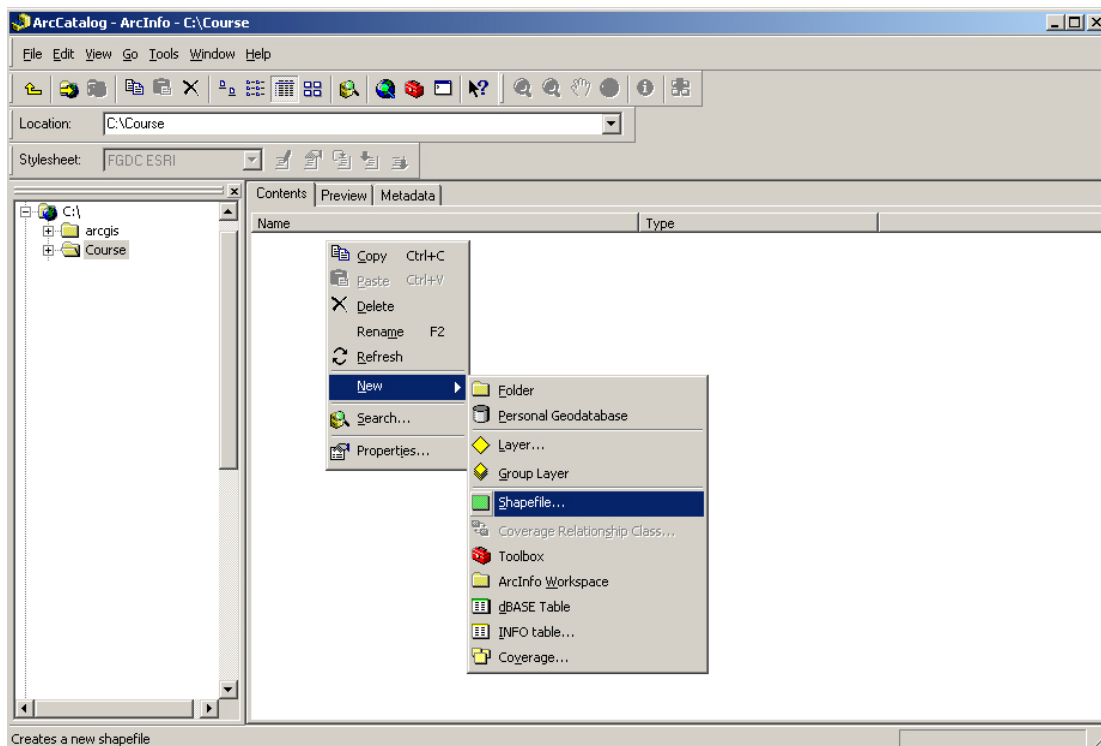 ArcCatalog - ArcInfo - C:\Course
File Edit View Go Tools Window Help
Location: C:\Course
Stylesheet: FGDC ESRI
Contents Preview Metadata
Name Type
C:\
arcgis
Course
Copy Ctrl+C
Paste Ctrl+V
Delete
Rename F2
Refresh
New
Search...
Properties...
Folder
Personal Geodatabase
Layer...
Group Layer
Shapefile...
Coverage Relationship Class...
Toolbox
ArcInfo Workspace
dBASE Table
INFO table...
Coverage...
Creates a new shapefile